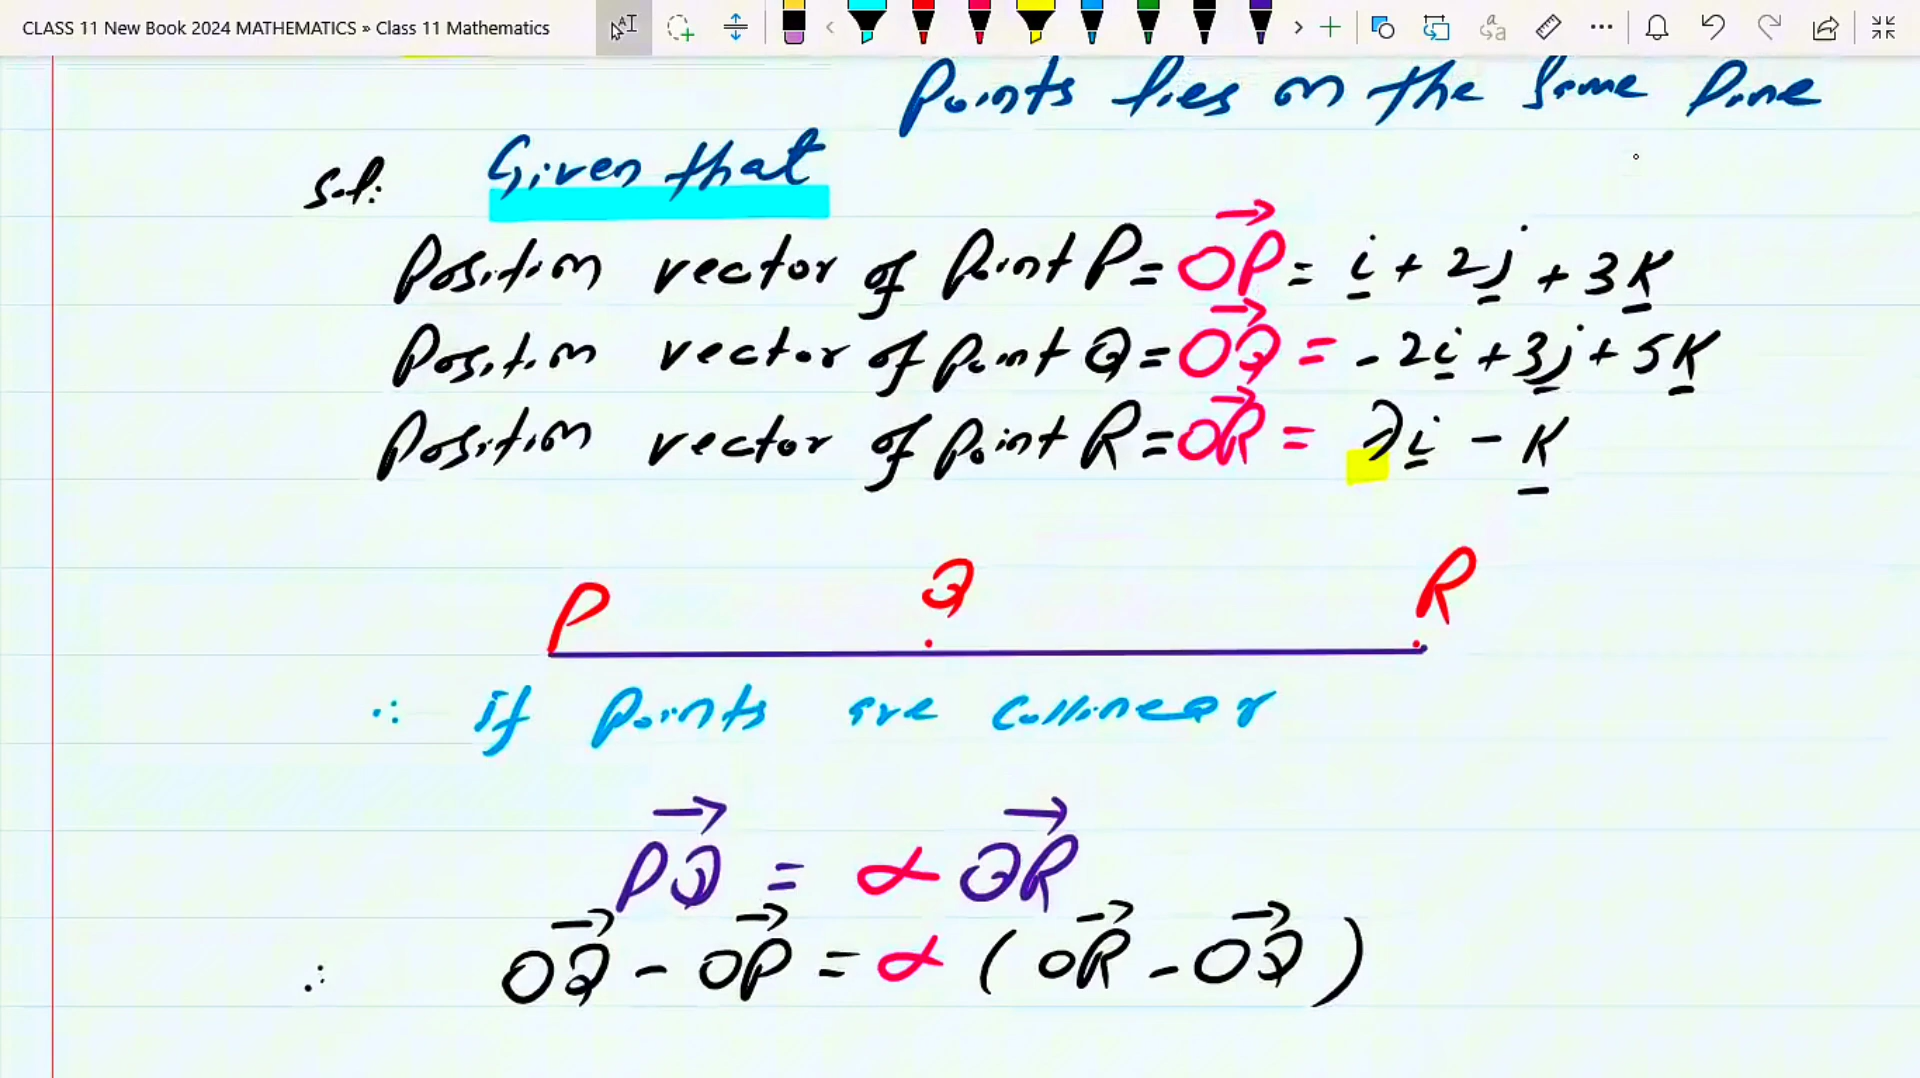 CLASS 11 New Book 2024 MATHEMATICS » Class 11 Mathematics
Points lies on the Same line
Sol: Given that
Position vector of Point P = OP⃗ = i + 2j + 3k
Position vector of point Q = OQ⃗ = -2i + 3j + 5k
Position vector of point R = OR⃗ = λi - k
P Q R
∴ if points are collinear
PQ⃗ = α QR⃗
∴ OQ⃗ - OP⃗ = α (OR⃗ - OQ⃗)